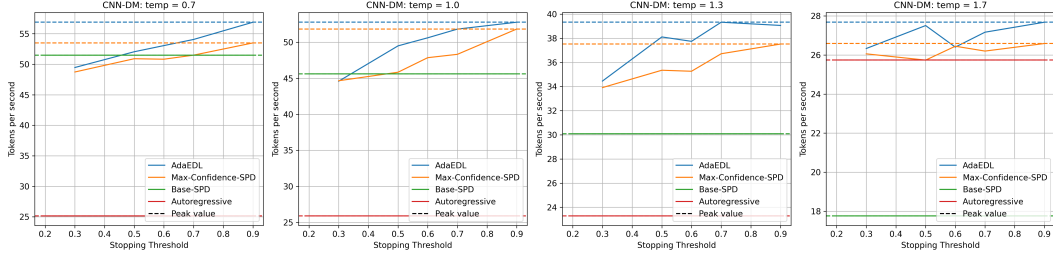 CNN-DM: temp = 0.7
Tokens per second
55
50
45
40
35
30
25
0.2 0.3 0.4 0.5 0.6 0.7 0.8 0.9
Stopping Threshold
AdaEDL
Max-Confidence-SPD
Base-SPD
Autoregressive
Peak value
CNN-DM: temp = 1.0
Tokens per second
50
45
40
35
30
25
0.2 0.3 0.4 0.5 0.6 0.7 0.8 0.9
Stopping Threshold
AdaEDL
Max-Confidence-SPD
Base-SPD
Autoregressive
Peak value
CNN-DM: temp = 1.3
Tokens per second
40
38
36
34
32
30
28
26
24
0.2 0.3 0.4 0.5 0.6 0.7 0.8 0.9
Stopping Threshold
AdaEDL
Max-Confidence-SPD
Base-SPD
Autoregressive
Peak value
CNN-DM: temp = 1.7
Tokens per second
28
26
24
22
20
18
0.2 0.3 0.4 0.5 0.6 0.7 0.8 0.9
Stopping Threshold
AdaEDL
Max-Confidence-SPD
Base-SPD
Autoregressive
Peak value